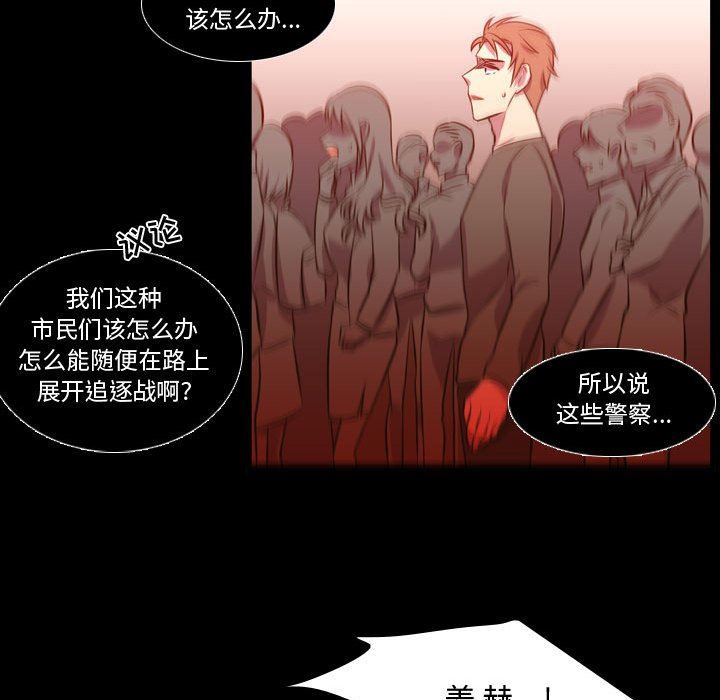 该怎么办...
议论
我们这种
市民们该怎么办
怎么能随便在路上
展开追逐战啊?
所以说
这些警察...
姜赫!